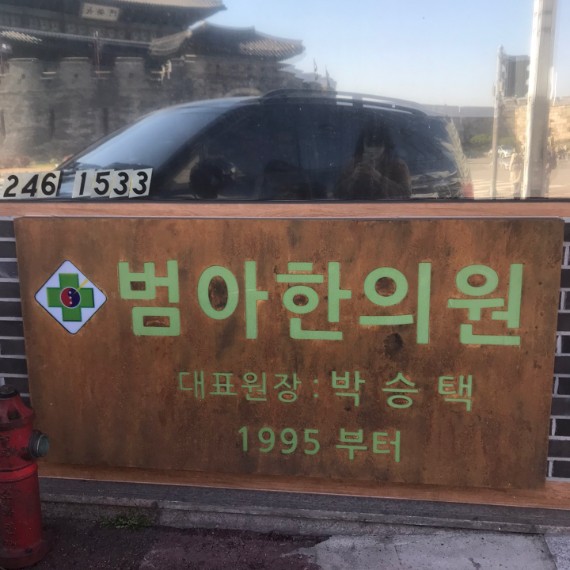 246 1533
범아한의원
대표원장 : 박승택
1995 부터